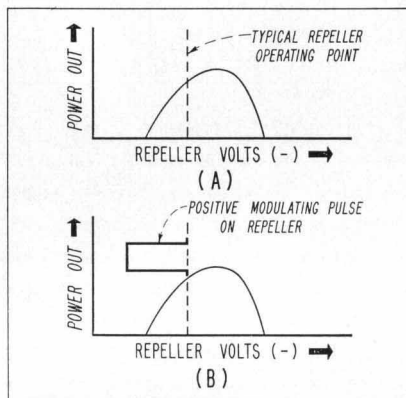 TYPICAL REPELLER
OPERATING POINT
POWER OUT
REPELLER VOLTS (-)
(A)
POSITIVE MODULATING PULSE
ON REPELLER
POWER OUT
REPELLER VOLTS (-)
(B)